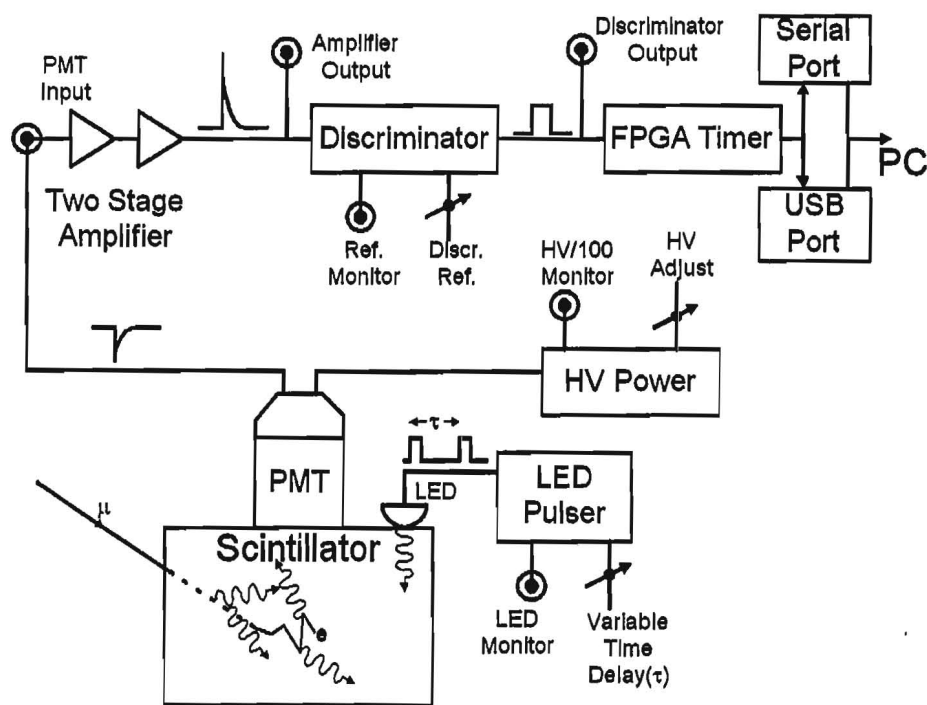 PMT
Input
Amplifier
Output
Discriminator
Output
Serial
Port
Discriminator
FPGA Timer
PC
Two Stage
Amplifier
Ref.
Monitor
Discr.
Ref.
USB
Port
HV/100
Monitor
HV
Adjust
HV Power
PMT
τ
LED
LED
Pulser
μ
Scintillator
e
LED
Monitor
Variable
Time
Delay(τ)